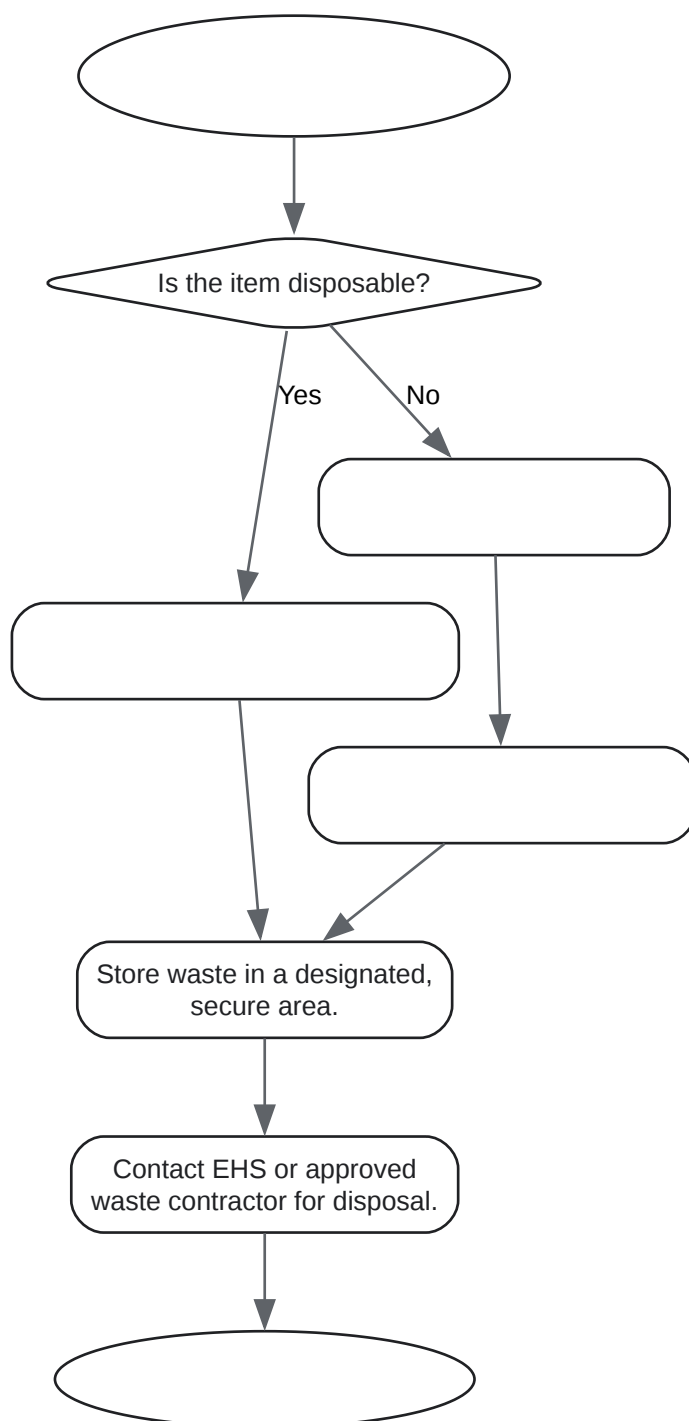 Is the item disposable?
Yes
No
Store waste in a designated,
secure area.
Contact EHS or approved
waste contractor for disposal.